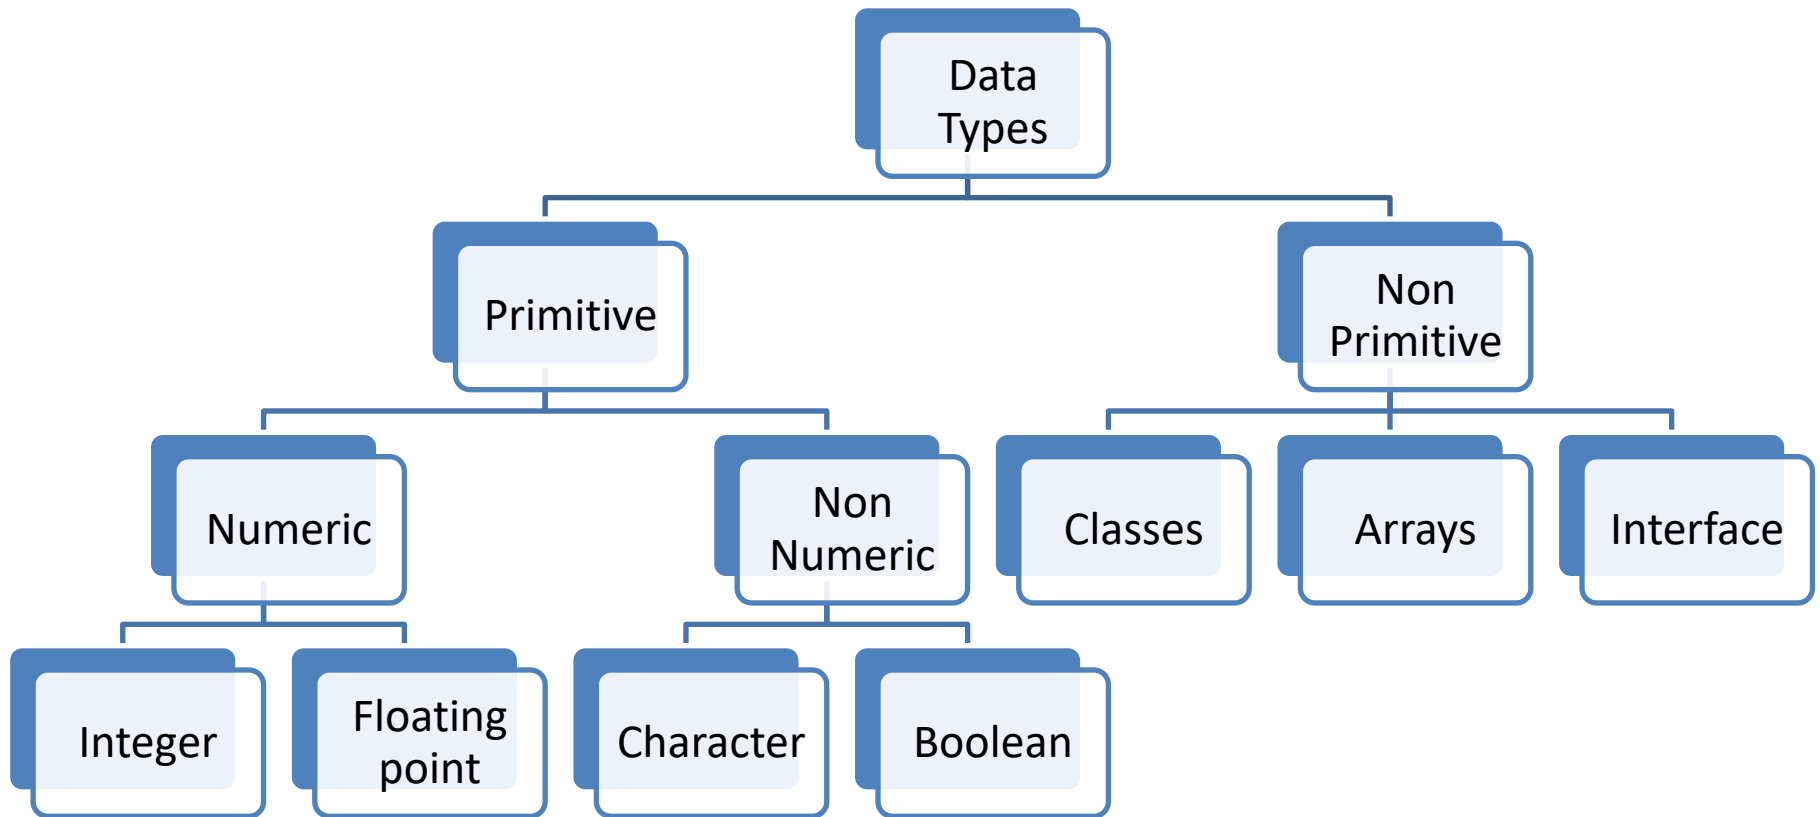 Data
Types
Primitive
Non
Primitive
Numeric
Non
Numeric
Classes
Arrays
Interface
Integer
Floating
point
Character
Boolean